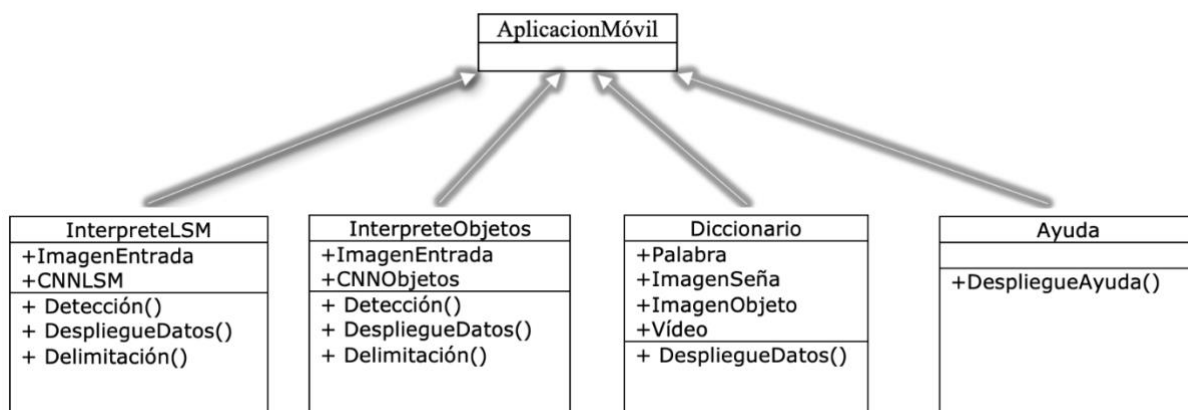 AplicacionMóvil
InterpreteLSM
+ImagenEntrada
+CNNLSM
+ Detección()
+ DespliegueDatos()
+ Delimitación()
InterpreteObjetos
+ImagenEntrada
+CNNObjetos
+ Detección()
+ DespliegueDatos()
+ Delimitación()
Diccionario
+Palabra
+ImagenSeña
+ImagenObjeto
+Vídeo
+ DespliegueDatos()
Ayuda
+DespliegueAyuda()